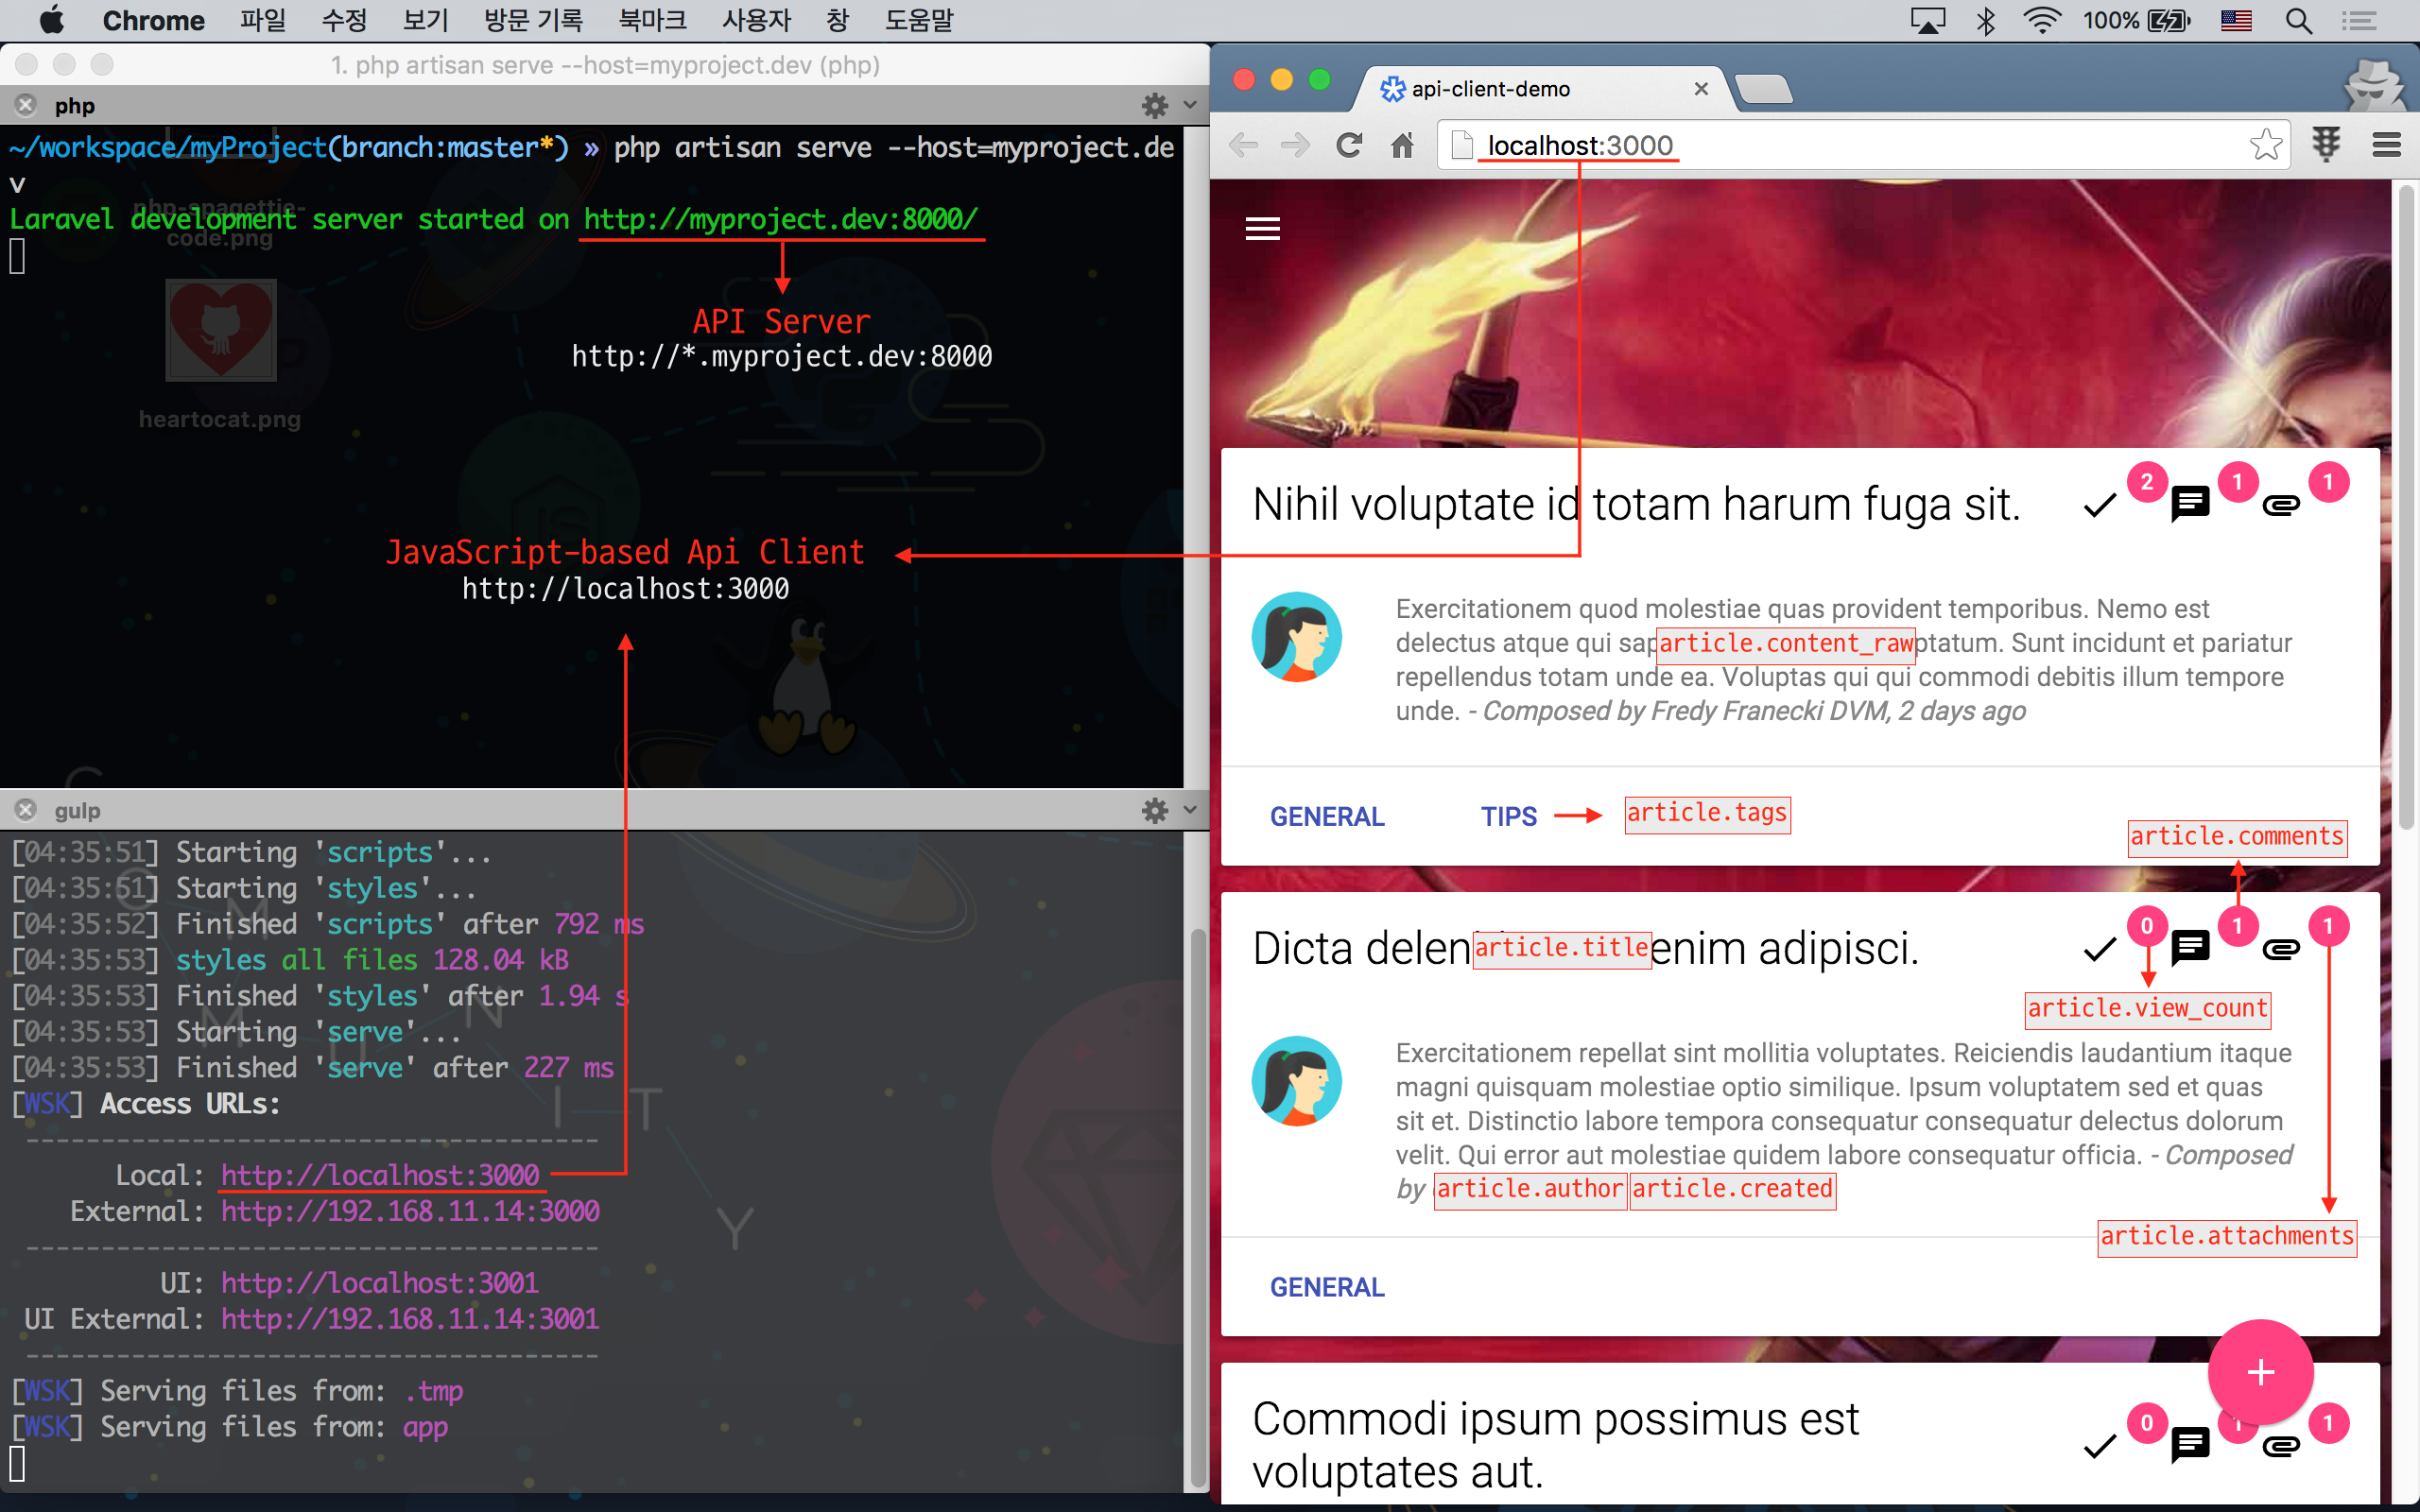 Chrome 파일 수정 보기 방문 기록 북마크 사용자 창 도움말 100%
1. php artisan serve --host=myproject.dev (php)
php
~/workspace/myProject(branch:master*) » php artisan serve --host=myproject.de
v
Laravel development server started on http://myproject.dev:8000/
php-spagettie-
code.png
API Server
http://*.myproject.dev:8000
heartocat.png
JavaScript-based Api Client
http://localhost:3000
gulp
[04:35:51] Starting 'scripts'...
[04:35:51] Starting 'styles'...
[04:35:52] Finished 'scripts' after 792 ms
[04:35:53] styles all files 128.04 kB
[04:35:53] Finished 'styles' after 1.94 s
[04:35:53] Starting 'serve'...
[04:35:53] Finished 'serve' after 227 ms
[WSK] Access URLs:
--------------------------------------
Local: http://localhost:3000
External: http://192.168.11.14:3000
--------------------------------------
UI: http://localhost:3001
UI External: http://192.168.11.14:3001
--------------------------------------
[WSK] Serving files from: .tmp
[WSK] Serving files from: app
COMMUNITY
JS
api-client-demo
localhost:3000
Nihil voluptate id totam harum fuga sit. 2 1 1
Exercitationem quod molestiae quas provident temporibus. Nemo est
delectus atque qui sap article.content_raw ptatum. Sunt incidunt et pariatur
repellendus totam unde ea. Voluptas qui qui commodi debitis illum tempore
unde. - Composed by Fredy Franecki DVM, 2 days ago
GENERAL TIPS article.tags
article.comments
Dicta delen article.title enim adipisci. 0 1 1
article.view_count
Exercitationem repellat sint mollitia voluptates. Reiciendis laudantium itaque
magni quisquam molestiae optio similique. Ipsum voluptatem sed et quas
sit et. Distinctio labore tempora consequatur consequatur delectus dolorum
velit. Qui error aut molestiae quidem labore consequatur officia. - Composed
by article.author article.created
article.attachments
GENERAL
+
Commodi ipsum possimus est 0 1 1
voluptates aut.